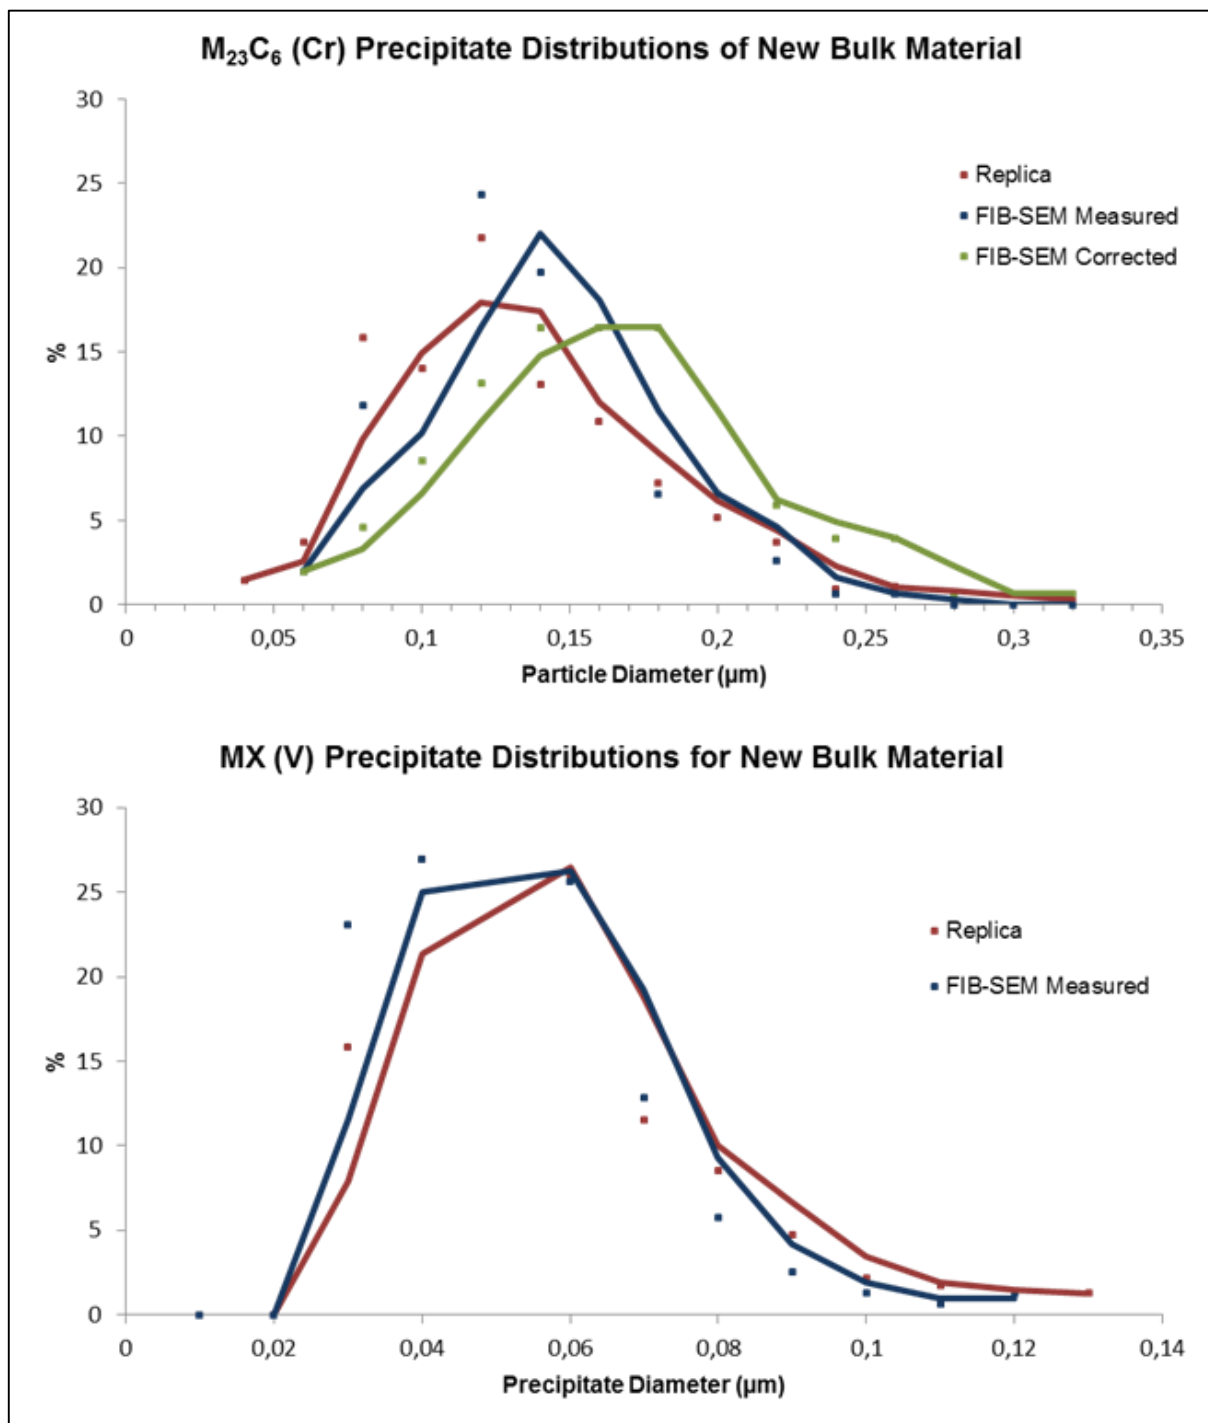 M₂₃C₆ (Cr) Precipitate Distributions of New Bulk Material
30
25
20
15
10
5
0
%
Replica
FIB-SEM Measured
FIB-SEM Corrected
0 0,05 0,1 0,15 0,2 0,25 0,3 0,35
Particle Diameter (µm)
MX (V) Precipitate Distributions for New Bulk Material
30
25
20
15
10
5
0
%
Replica
FIB-SEM Measured
0 0,02 0,04 0,06 0,08 0,1 0,12 0,14
Precipitate Diameter (µm)